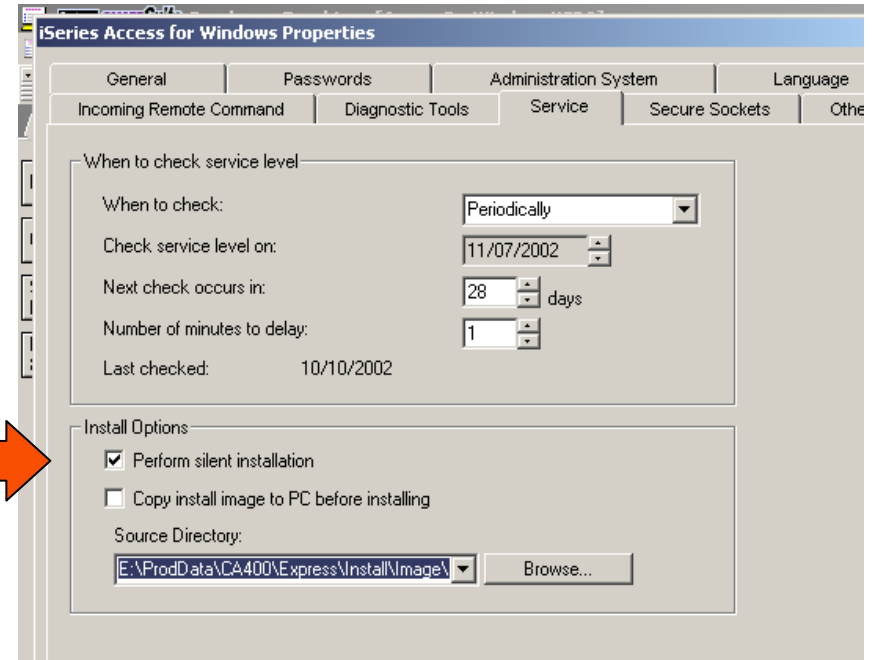 iSeries Access for Windows Properties
General Passwords Administration System Language
Incoming Remote Command Diagnostic Tools Service Secure Sockets Othe
When to check service level
When to check: Periodically
Check service level on: 11/07/2002
Next check occurs in: 28 days
Number of minutes to delay: 1
Last checked: 10/10/2002
Install Options
Perform silent installation
Copy install image to PC before installing
Source Directory:
E:\ProdData\CA400\Express\Install\Image\ Browse...